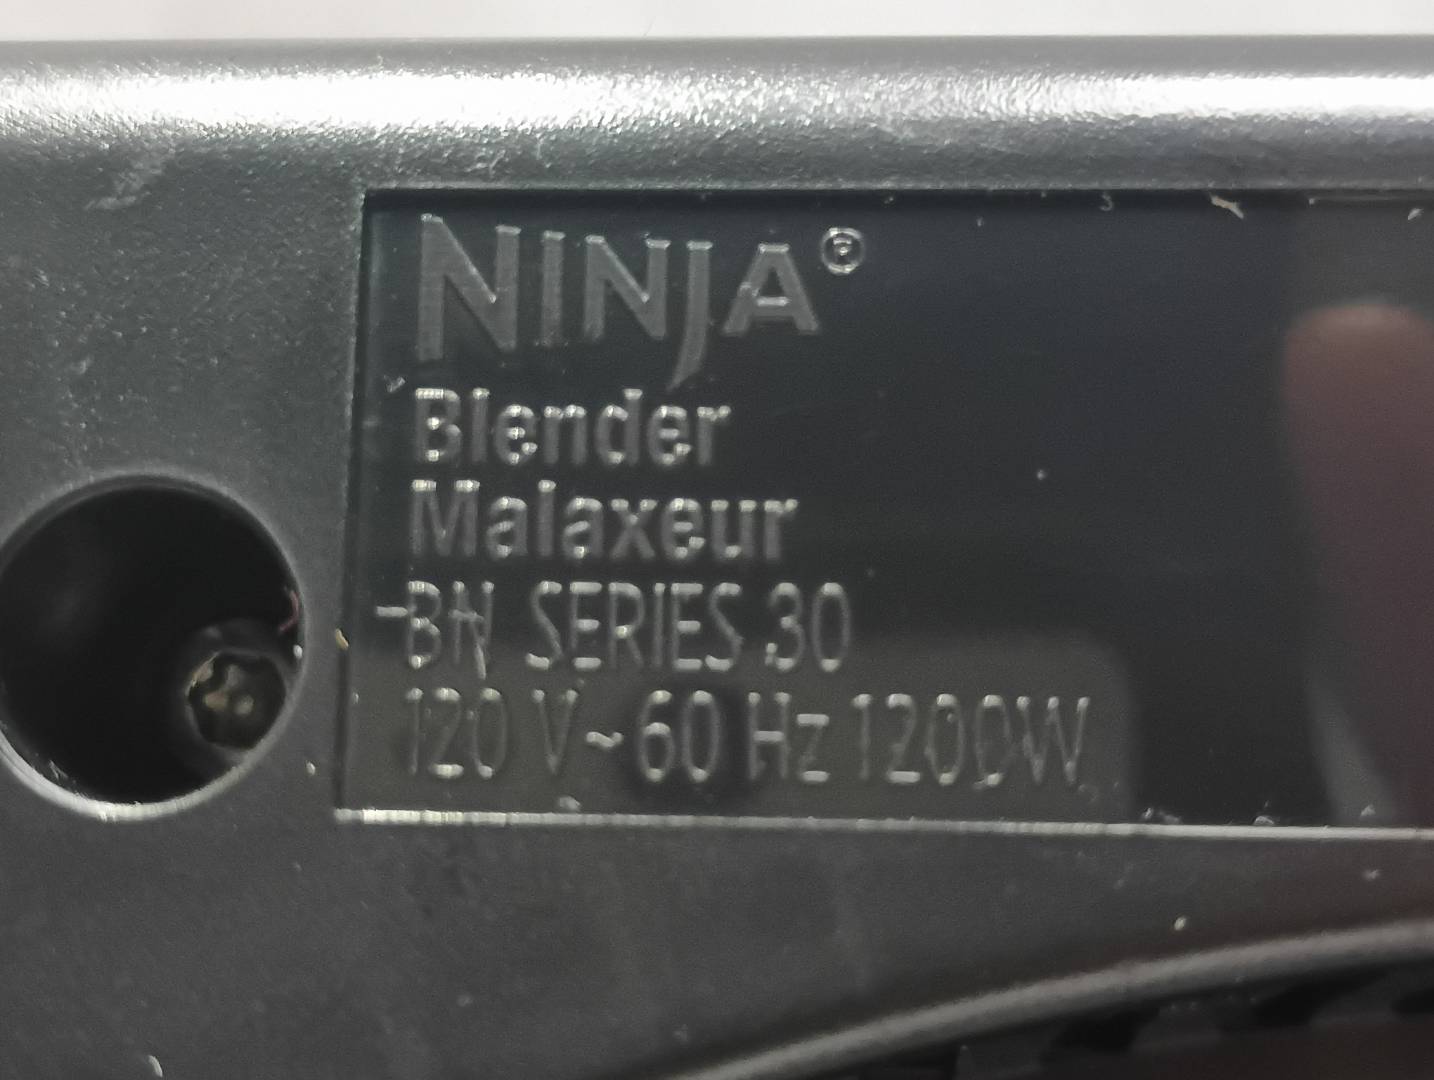 NINJA®
Blender
Malaxeur
BN SERIES 30
120 V ~ 60 Hz 1200W